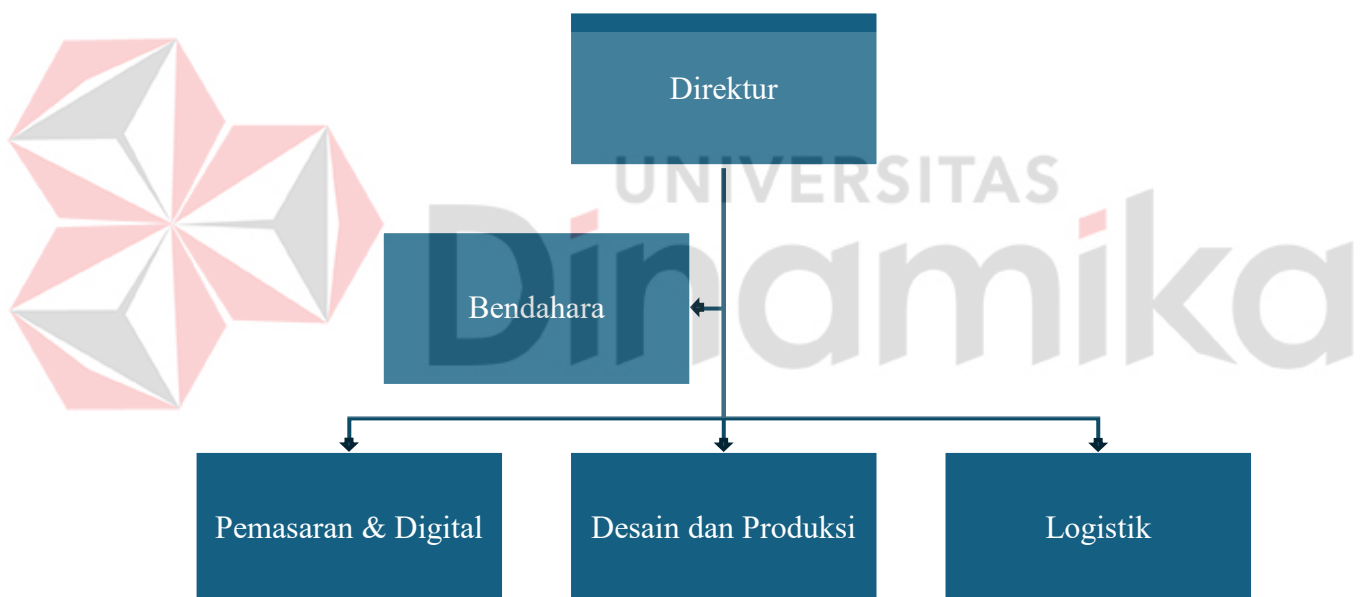 Direktur
UNIVERSITAS
Dinamika
Bendahara
Pemasaran & Digital
Desain dan Produksi
Logistik